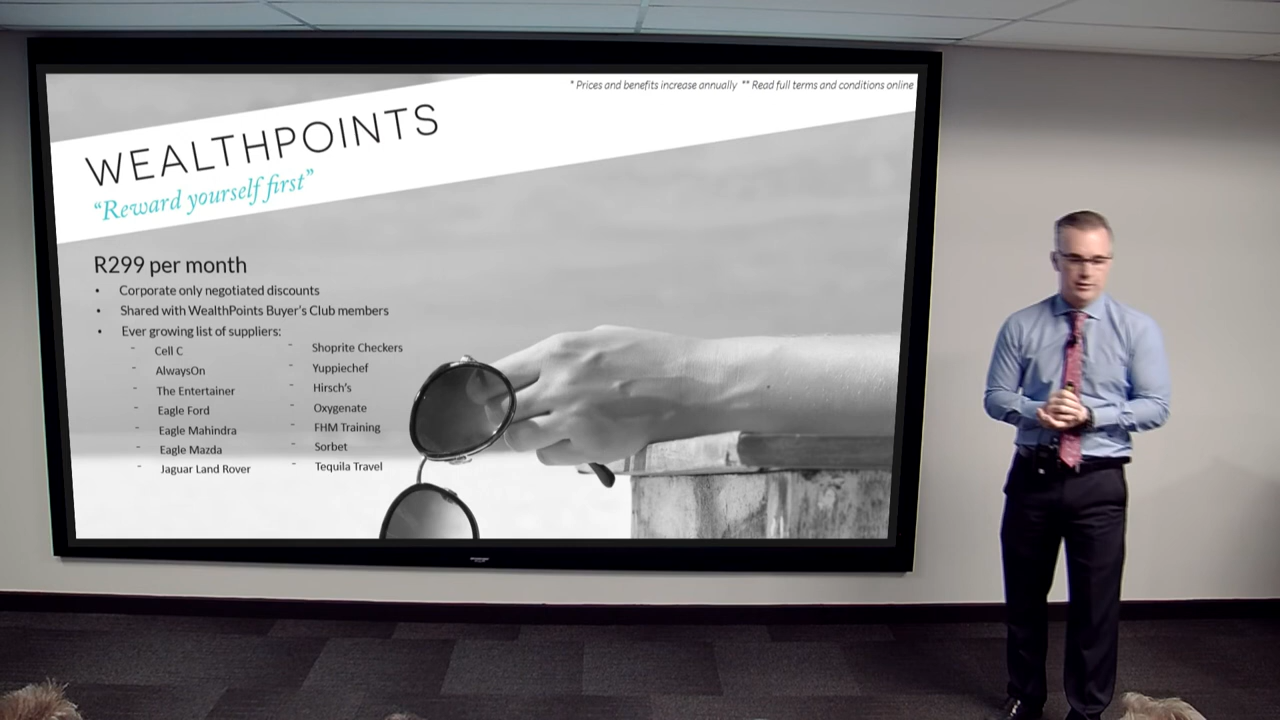 * Prices and benefits increase annually ** Read full terms and conditions online
WEALTHPOINTS
“Reward yourself first”
R299 per month
• Corporate only negotiated discounts
• Shared with WealthPoints Buyer's Club members
• Ever growing list of suppliers:
- Cell C
- AlwaysOn
- The Entertainer
- Eagle Ford
- Eagle Mahindra
- Eagle Mazda
- Jaguar Land Rover
- Shoprite Checkers
- Yuppiechef
- Hirsch's
- Oxygenate
- FHM Training
- Sorbet
- Tequila Travel